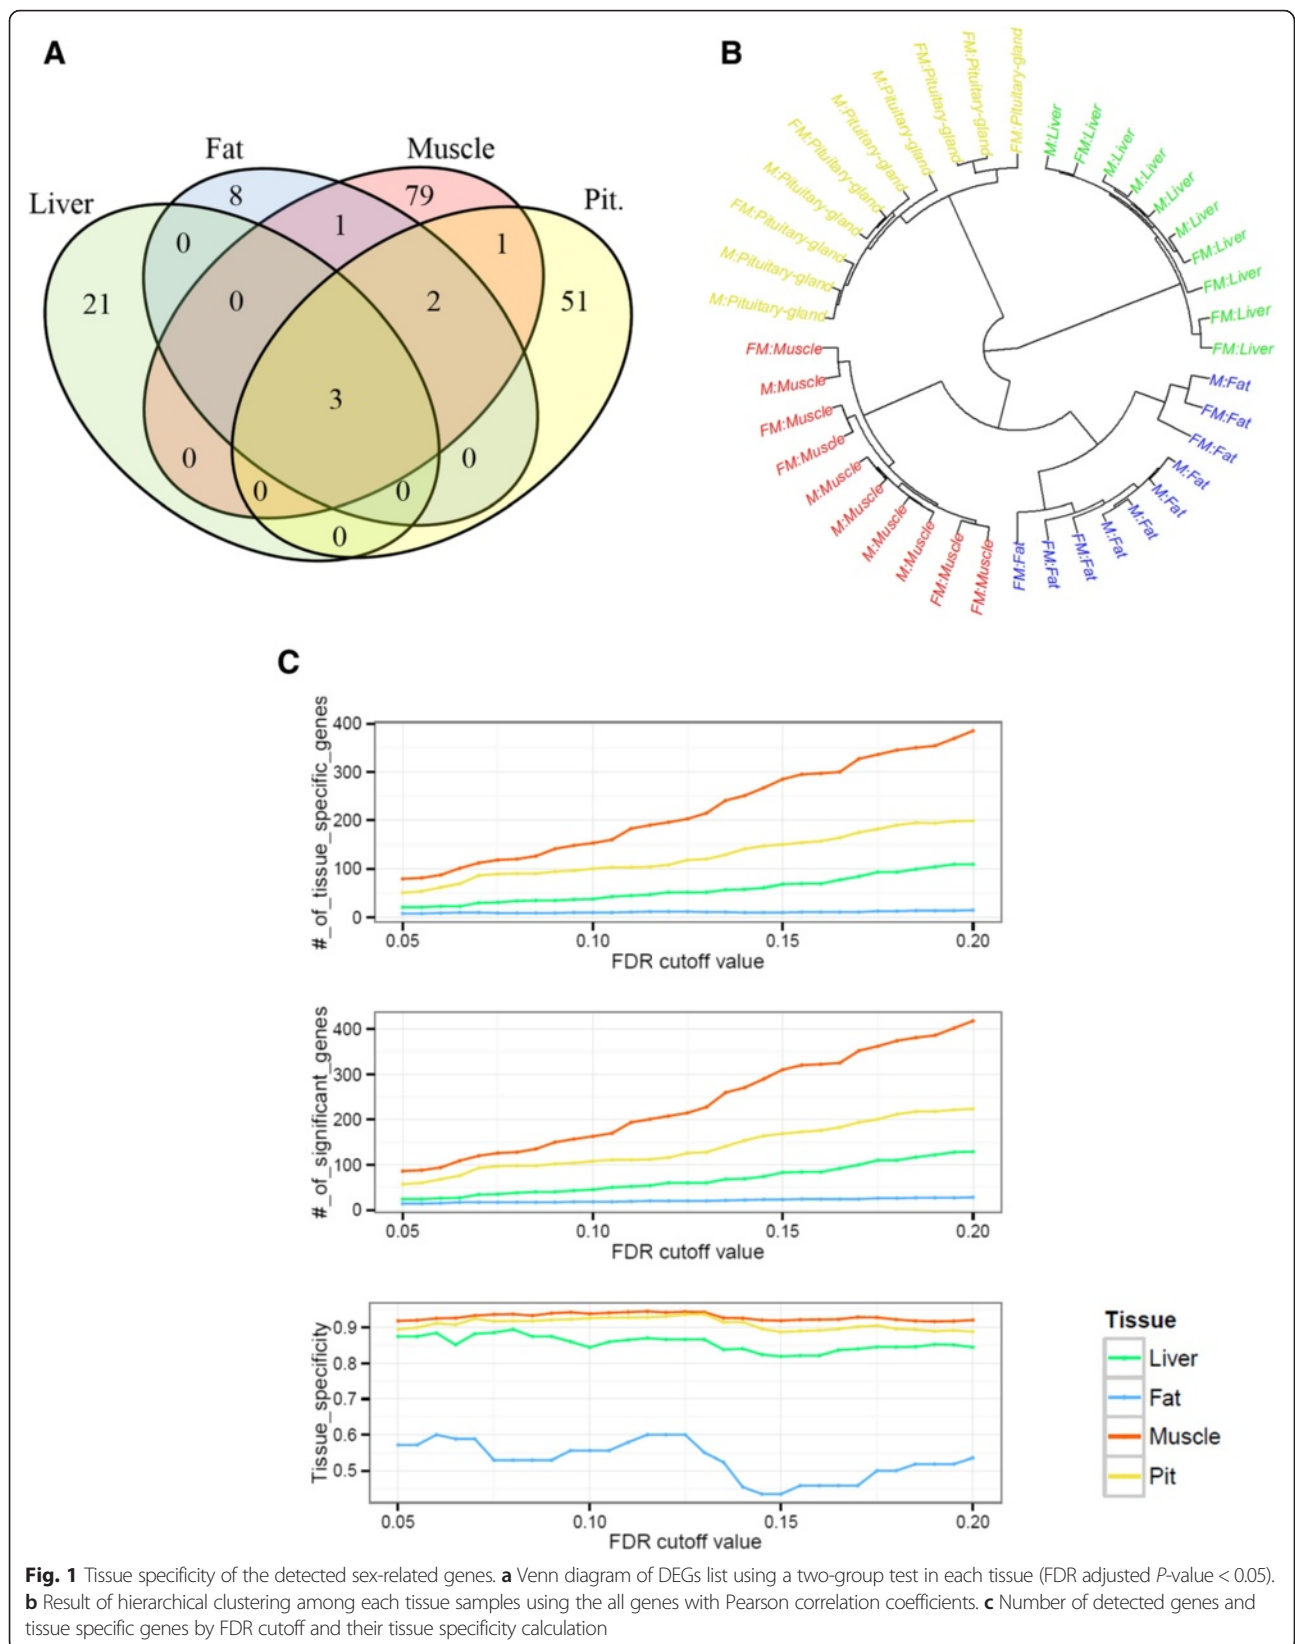 A
Fat
Muscle
Liver
Pit.
8
79
0
1
1
21
0
2
51
3
0
0
0
0
0
B
FM:Pituitary-gland
FM:Pituitary-gland
FM:Pituitary-gland
M:Pituitary-gland
M:Pituitary-gland
FM:Pituitary-gland
M:Pituitary-gland
FM:Pituitary-gland
M:Pituitary-gland
M:Pituitary-gland
M:Liver
FM:Liver
M:Liver
M:Liver
M:Liver
M:Liver
FM:Liver
FM:Liver
FM:Liver
FM:Liver
FM:Muscle
M:Muscle
FM:Muscle
FM:Muscle
M:Muscle
M:Muscle
M:Muscle
M:Muscle
FM:Muscle
FM:Muscle
M:Fat
FM:Fat
FM:Fat
M:Fat
M:Fat
M:Fat
M:Fat
FM:Fat
FM:Fat
FM:Fat
C
#_of_tissue_specific_genes
400
300
200
100
0
0.05 0.10 0.15 0.20
FDR cutoff value
#_of_significant_genes
400
300
200
100
0
0.05 0.10 0.15 0.20
FDR cutoff value
Tissue_specificity
0.9
0.8
0.7
0.6
0.5
0.05 0.10 0.15 0.20
FDR cutoff value
Tissue
Liver
Fat
Muscle
Pit
Fig. 1 Tissue specificity of the detected sex-related genes. a Venn diagram of DEGs list using a two-group test in each tissue (FDR adjusted P-value < 0.05).
b Result of hierarchical clustering among each tissue samples using the all genes with Pearson correlation coefficients. c Number of detected genes and
tissue specific genes by FDR cutoff and their tissue specificity calculation